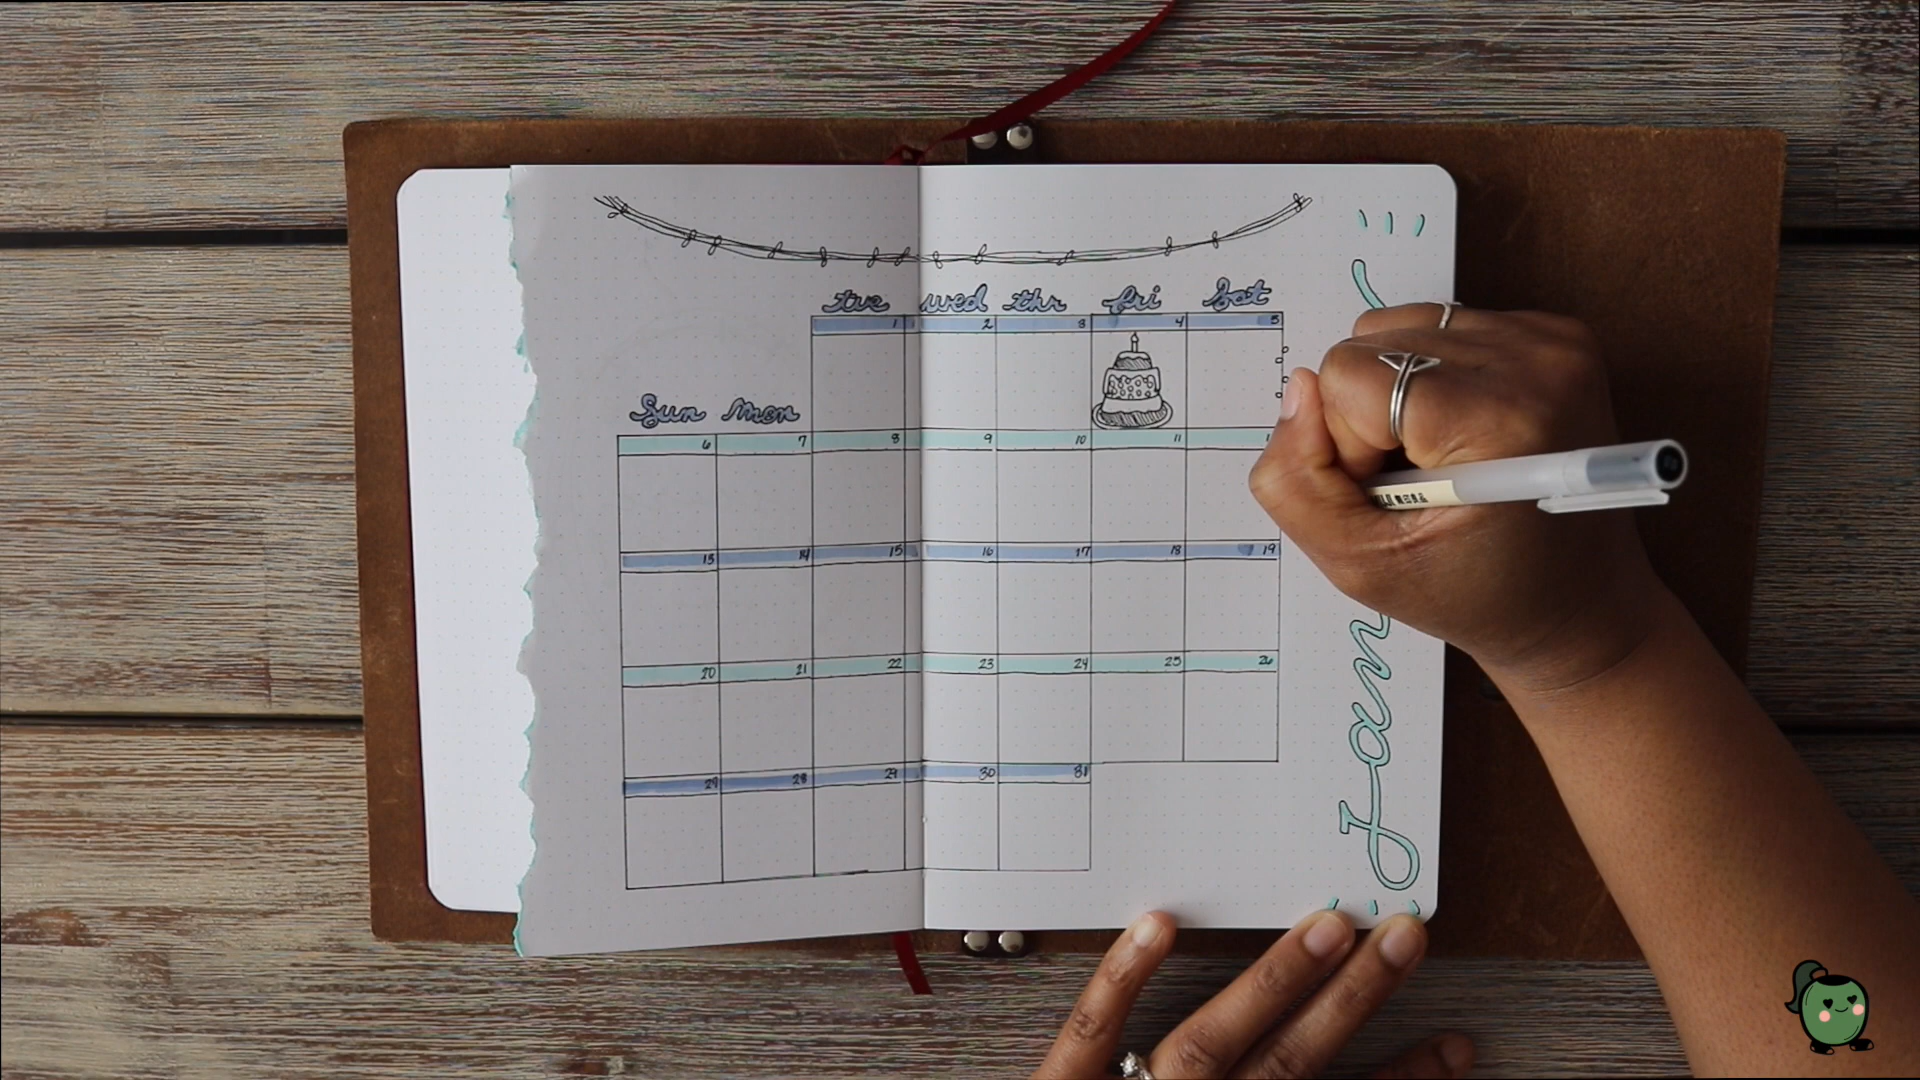 tue wed thr fri sat
1 2 3 4 5
Sun Mon
6 7 8 9 10 11
13 14 15 16 17 18 19
20 21 22 23 24 25 26
27 28 29 30 31
Jan